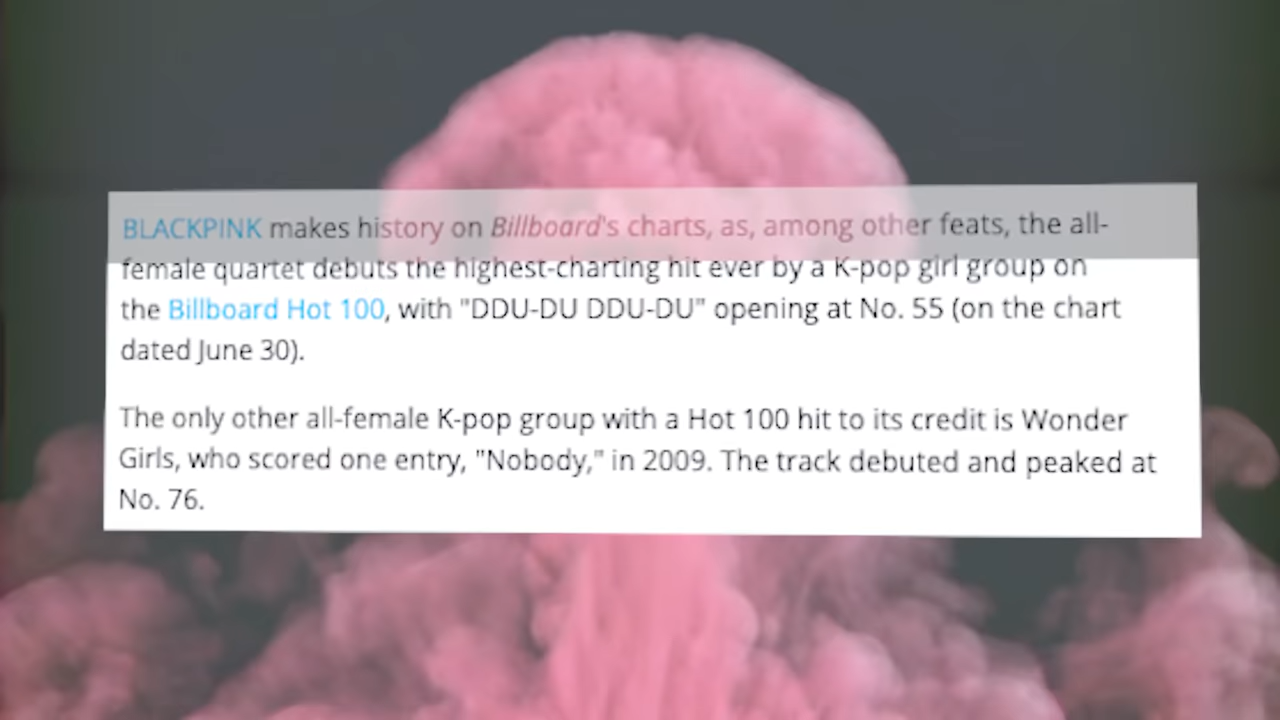 BLACKPINK makes history on Billboard's charts, as, among other feats, the all-
female quartet debuts the highest-charting hit ever by a K-pop girl group on
the Billboard Hot 100, with "DDU-DU DDU-DU" opening at No. 55 (on the chart
dated June 30).
The only other all-female K-pop group with a Hot 100 hit to its credit is Wonder
Girls, who scored one entry, "Nobody," in 2009. The track debuted and peaked at
No. 76.